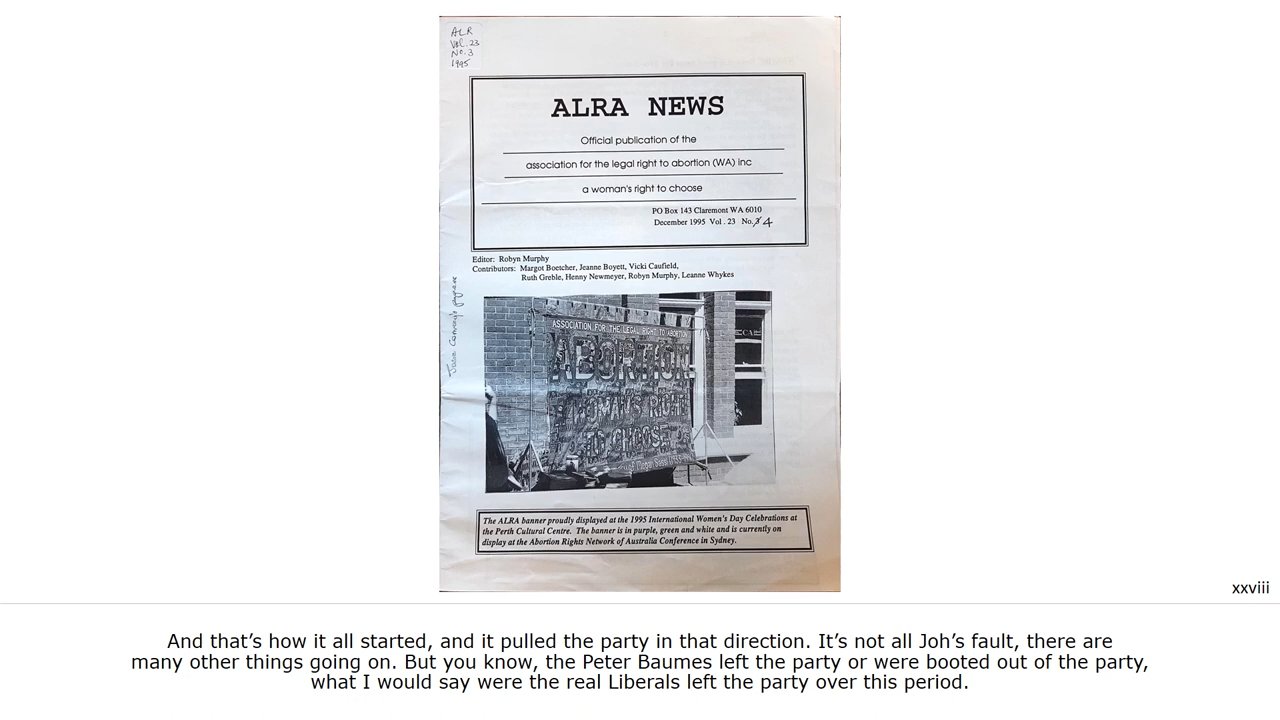 ALR
VOL. 23
No. 3
1995
ALRA NEWS
Official publication of the
association for the legal right to abortion (WA) inc
a woman's right to choose
PO Box 143 Claremont WA 6010
December 1995 Vol. 23 No. 4
Editor: Robyn Murphy
Contributors: Margot Boetcher, Jeanne Boyett, Vicki Caufield,
Ruth Greble, Henny Newmeyer, Robyn Murphy, Leanne Whykes
ASSOCIATION FOR THE LEGAL RIGHT TO ABORTION
ABORTION
A WOMAN'S RIGHT
TO CHOOSE
The ALRA banner proudly displayed at the 1995 International Women's Day Celebrations at
the Perth Cultural Centre. The banner is in purple, green and white and is currently on
display at the Abortion Rights Network of Australia Conference in Sydney.
xxviii
And that’s how it all started, and it pulled the party in that direction. It’s not all Joh’s fault, there are
many other things going on. But you know, the Peter Baumes left the party or were booted out of the party,
what I would say were the real Liberals left the party over this period.